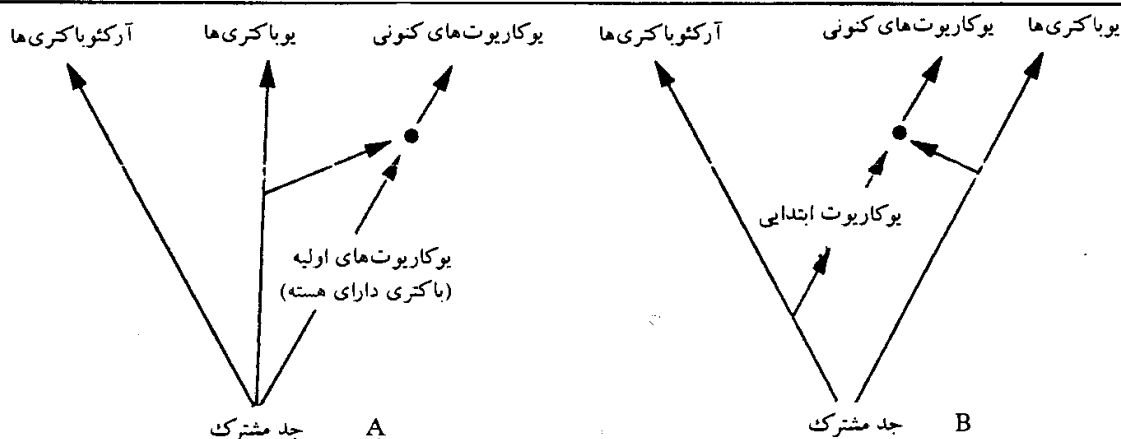 آرکئوباکتری‌ها
یوباکتری‌ها
یوکاریوت‌های کنونی
یوکاریوت‌های اولیه
(باکتری دارای هسته)
جد مشترک
A
آرکئوباکتری‌ها
یوکاریوت‌های کنونی
یوباکتری‌ها
یوکاریوت ابتدایی
جد مشترک
B